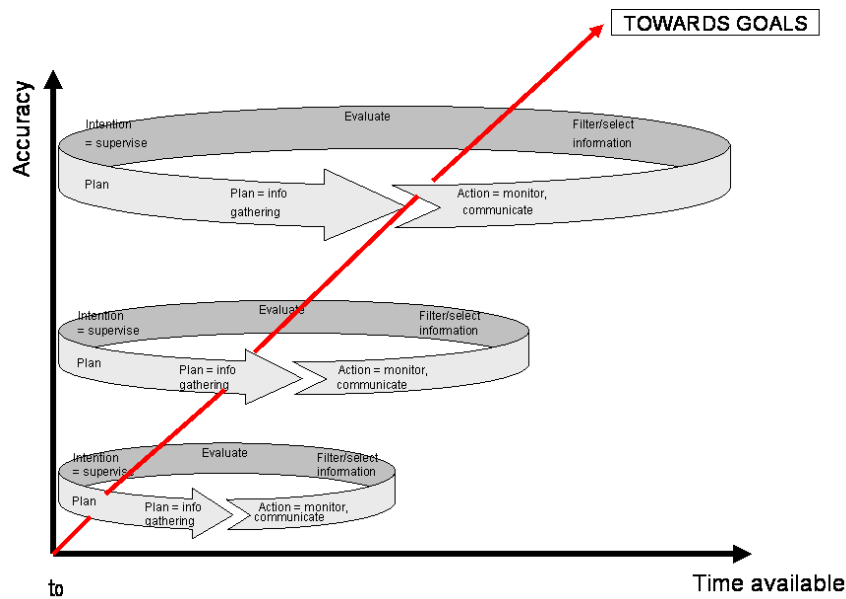 TOWARDS GOALS
Accuracy
Intention
= supervise
Evaluate
Filter/select
information
Plan
Plan = info
gathering
Action = monitor,
communicate
Intention
= supervise
Evaluate
Filter/select
information
Plan
Plan = info
gathering
Action = monitor,
communicate
Intention
= supervise
Evaluate
Filter/select
information
Plan
Plan = info
gathering
Action = monitor,
communicate
to
Time available